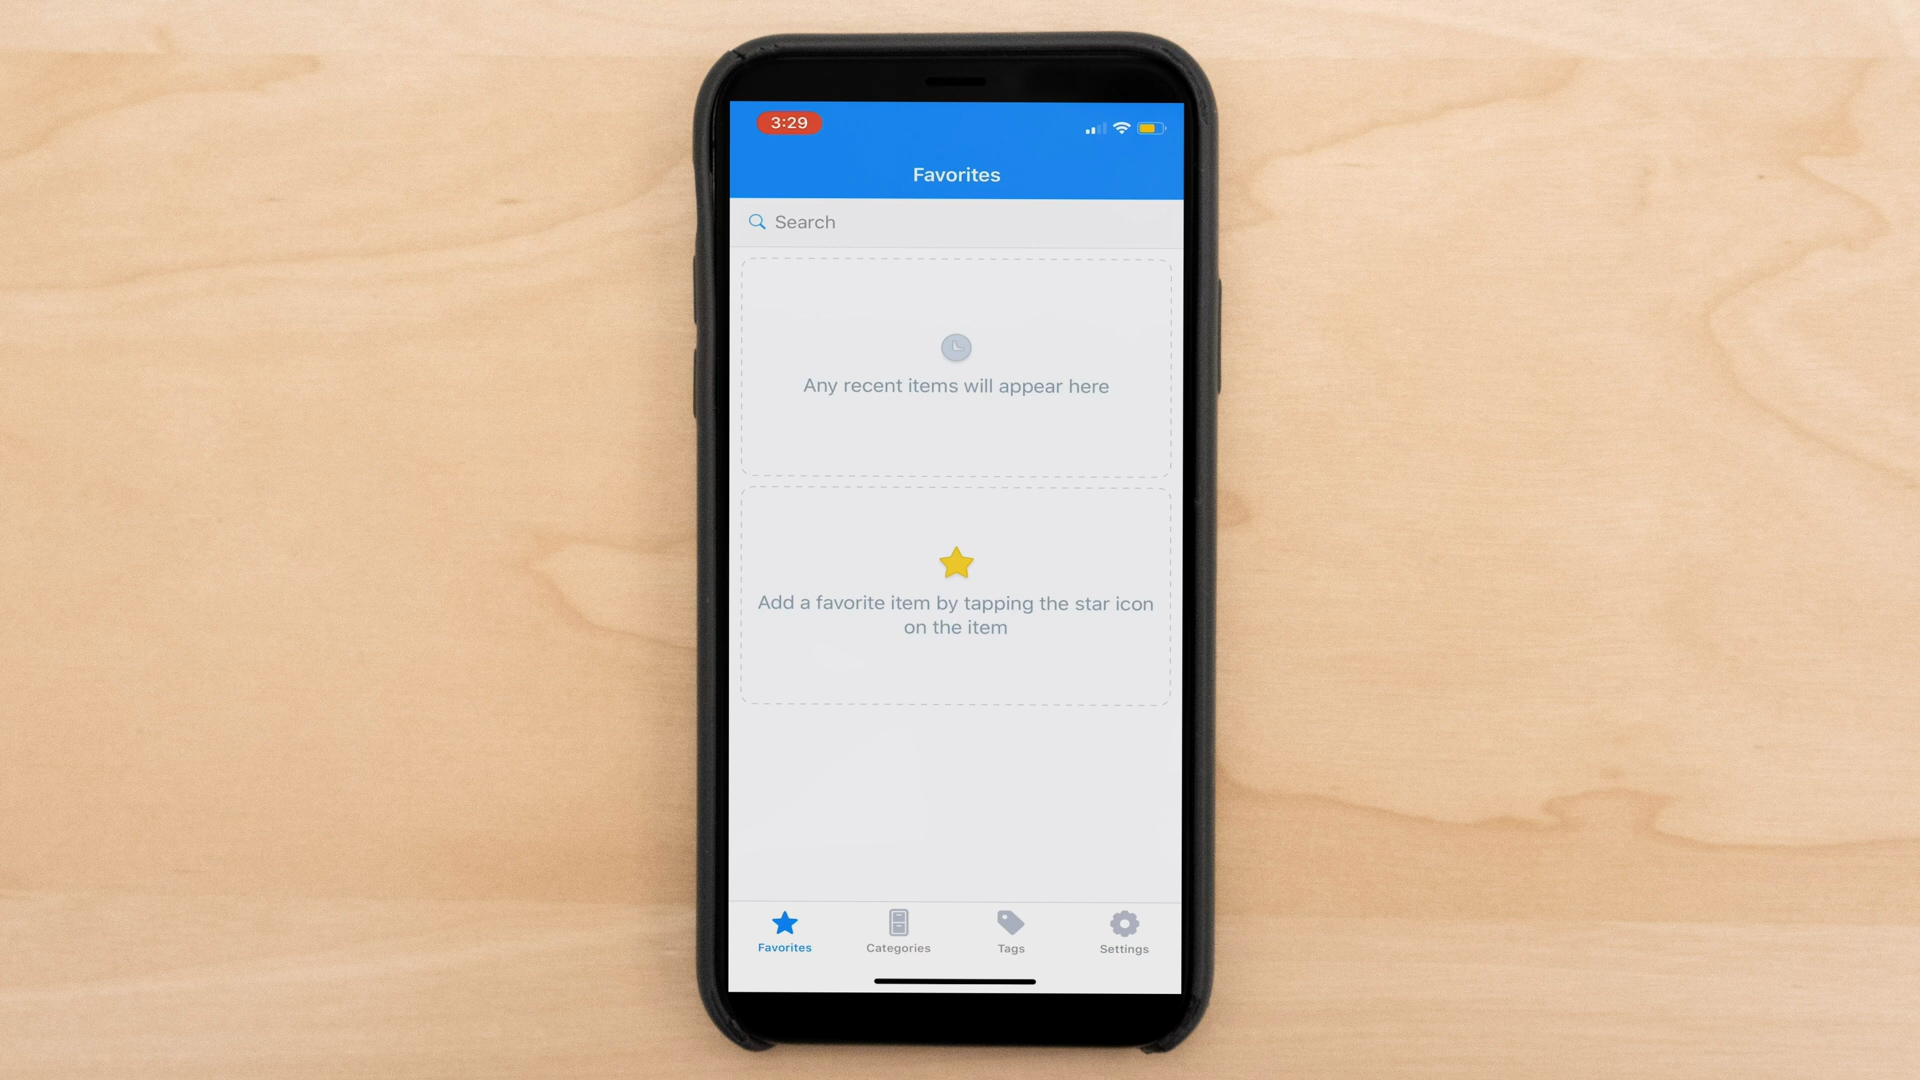 3:29
Favorites
Search
Any recent items will appear here
Add a favorite item by tapping the star icon
on the item
Favorites
Categories
Tags
Settings